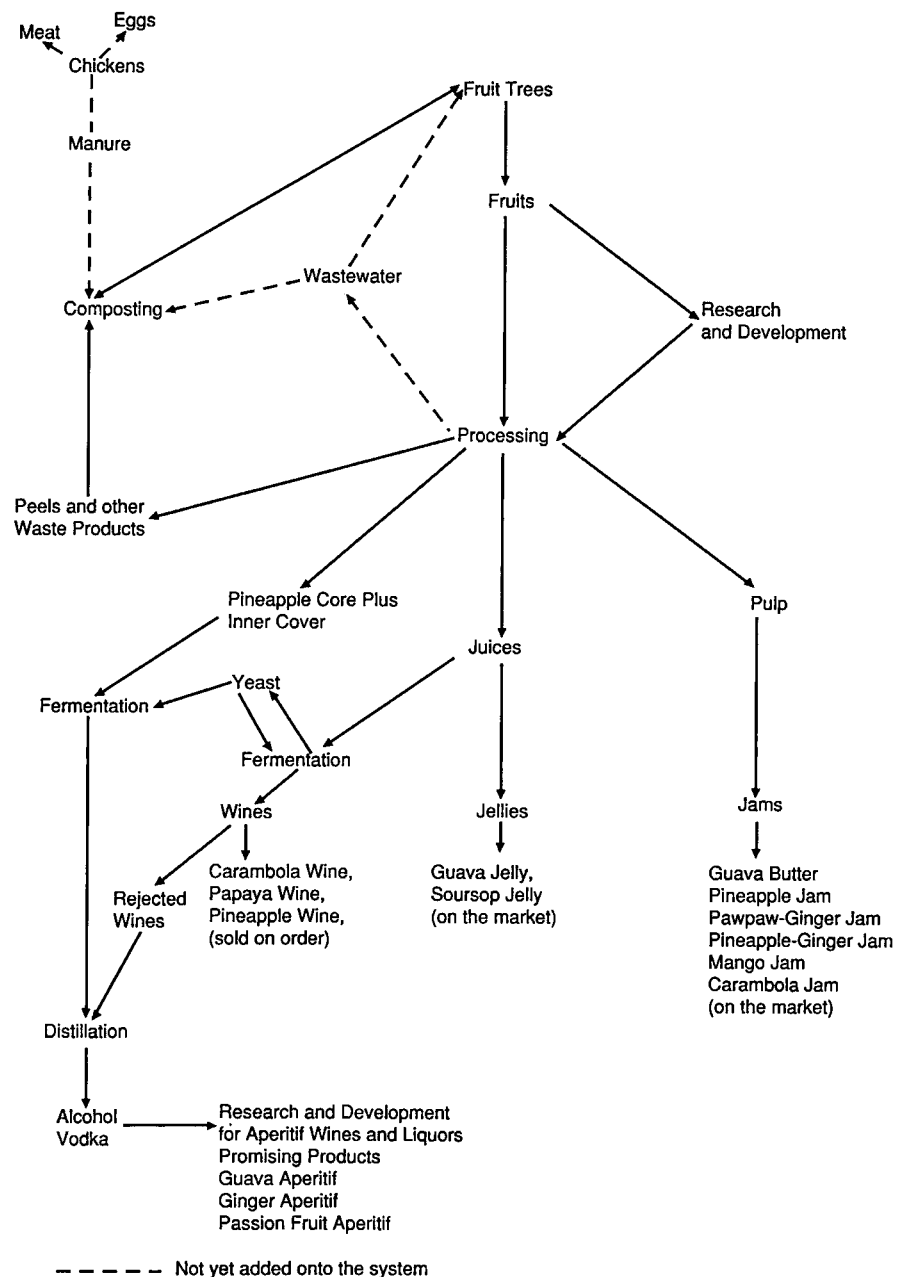 Meat
Eggs
Chickens
Manure
Fruit Trees
Fruits
Wastewater
Composting
Research
and Development
Processing
Peels and other
Waste Products
Pineapple Core Plus
Inner Cover
Pulp
Juices
Yeast
Fermentation
Fermentation
Wines
Jellies
Jams
Carambola Wine,
Papaya Wine,
Pineapple Wine,
(sold on order)
Guava Jelly,
Soursop Jelly
(on the market)
Guava Butter
Pineapple Jam
Pawpaw-Ginger Jam
Pineapple-Ginger Jam
Mango Jam
Carambola Jam
(on the market)
Rejected
Wines
Distillation
Alcohol
Vodka
Research and Development
for Aperitif Wines and Liquors
Promising Products
Guava Aperitif
Ginger Aperitif
Passion Fruit Aperitif
Not yet added onto the system